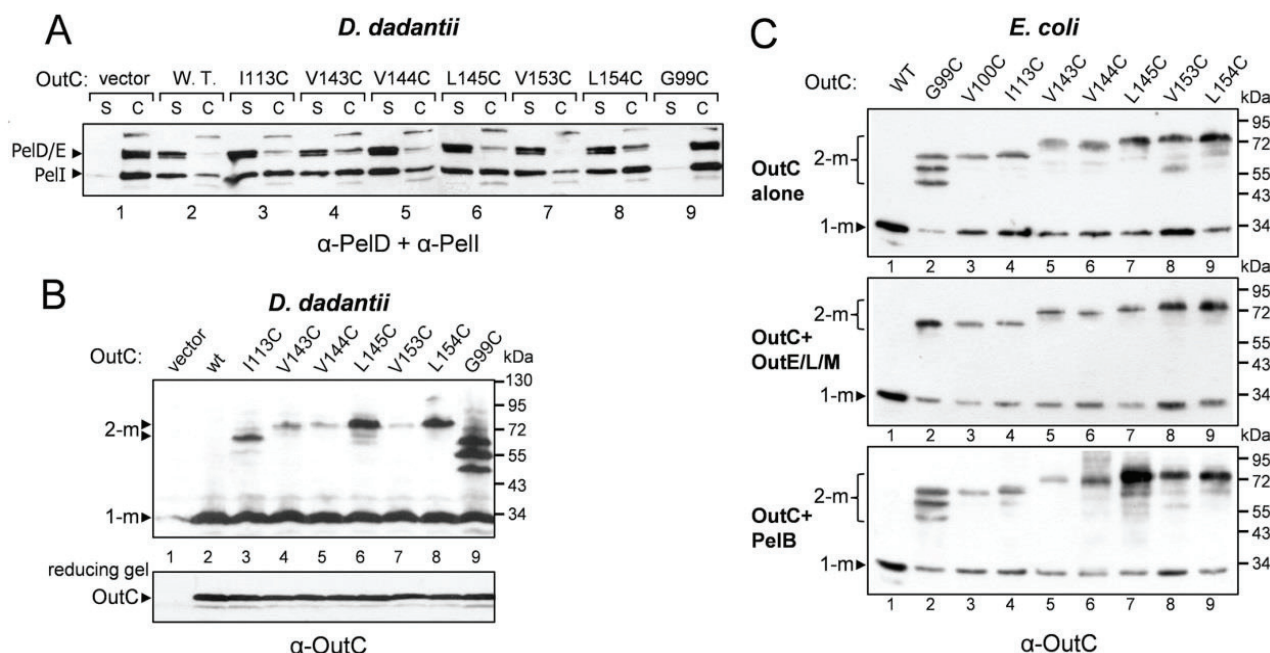 A
D. dadantii
OutC: vector W. T. I113C V143C V144C L145C V153C L154C G99C
S C S C S C S C S C S C S C S C S C
PelD/E
PelI
1 2 3 4 5 6 7 8 9
α-PelD + α-PelI
B
D. dadantii
OutC: vector wt I113C V143C V144C L145C V153C L154C G99C
kDa
130
95
2-m
72
55
43
1-m
34
1 2 3 4 5 6 7 8 9
reducing gel
OutC
α-OutC
C
E. coli
OutC: WT G99C V100C I113C V143C V144C L145C V153C L154C
kDa
95
2-m
72
OutC
alone
55
43
1-m
34
1 2 3 4 5 6 7 8 9
kDa
95
2-m
72
OutC+
OutE/L/M
55
43
1-m
34
1 2 3 4 5 6 7 8 9
kDa
95
2-m
72
OutC+
PelB
55
43
1-m
34
1 2 3 4 5 6 7 8 9
α-OutC